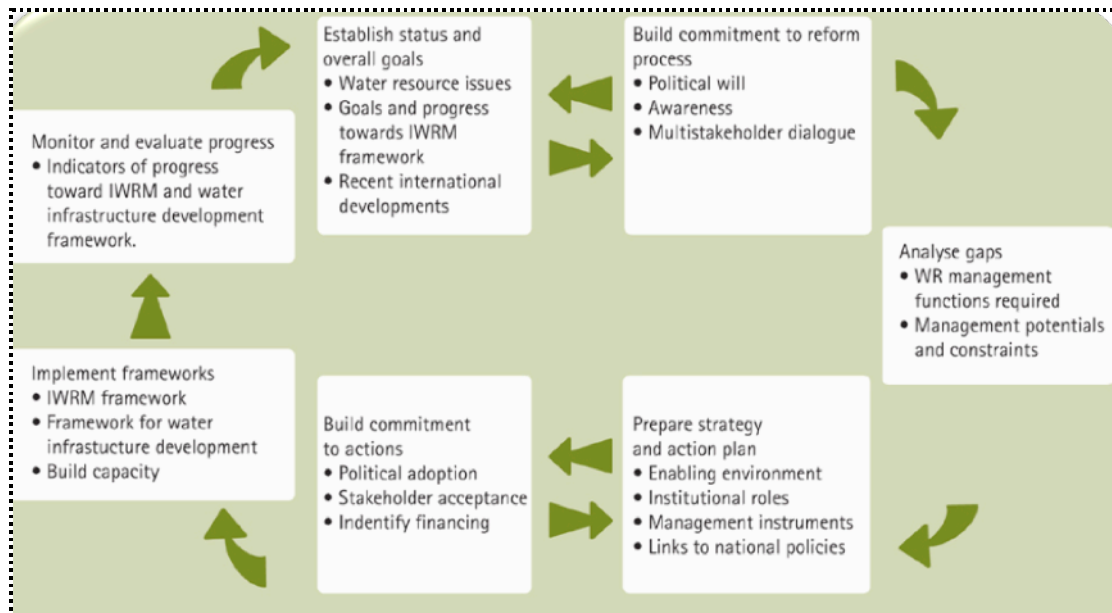 Establish status and
overall goals
• Water resource issues
• Goals and progress
towards IWRM
framework
• Recent international
developments
Build commitment to reform
process
• Political will
• Awareness
• Multistakeholder dialogue
Analyse gaps
• WR management
functions required
• Management potentials
and constraints
Prepare strategy
and action plan
• Enabling environment
• Institutional roles
• Management instruments
• Links to national policies
Build commitment
to actions
• Political adoption
• Stakeholder acceptance
• Indentify financing
Implement frameworks
• IWRM framework
• Framework for water
infrastucture development
• Build capacity
Monitor and evaluate progress
• Indicators of progress
toward IWRM and water
infrastructure development
framework.